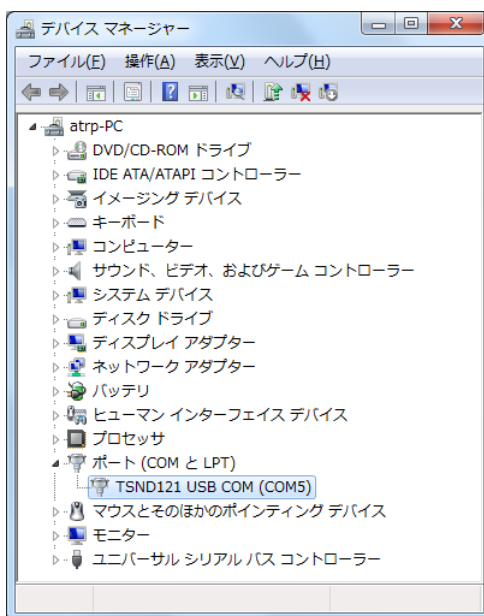 デバイス マネージャー
ファイル(F) 操作(A) 表示(V) ヘルプ(H)
atrp-PC
DVD/CD-ROM ドライブ
IDE ATA/ATAPI コントローラー
イメージング デバイス
キーボード
コンピューター
サウンド、ビデオ、およびゲーム コントローラー
システム デバイス
ディスク ドライブ
ディスプレイ アダプター
ネットワーク アダプター
バッテリ
ヒューマン インターフェイス デバイス
プロセッサ
ポート (COM と LPT)
TSND121 USB COM (COM5)
マウスとそのほかのポインティング デバイス
モニター
ユニバーサル シリアル バス コントローラー